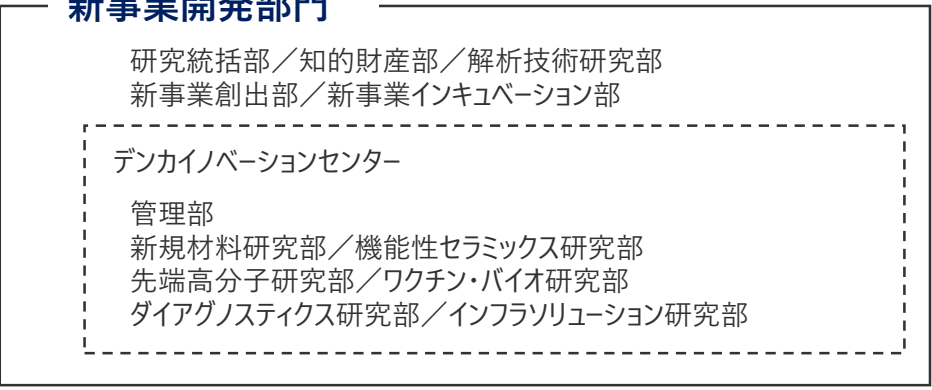 新事業開発部門
研究統括部／知的財産部／解析技術研究部
新事業創出部／新事業インキュベーション部
デンカイノベーションセンター
管理部
新規材料研究部／機能性セラミックス研究部
先端高分子研究部／ワクチン・バイオ研究部
ダイアグノスティクス研究部／インフラソリューション研究部